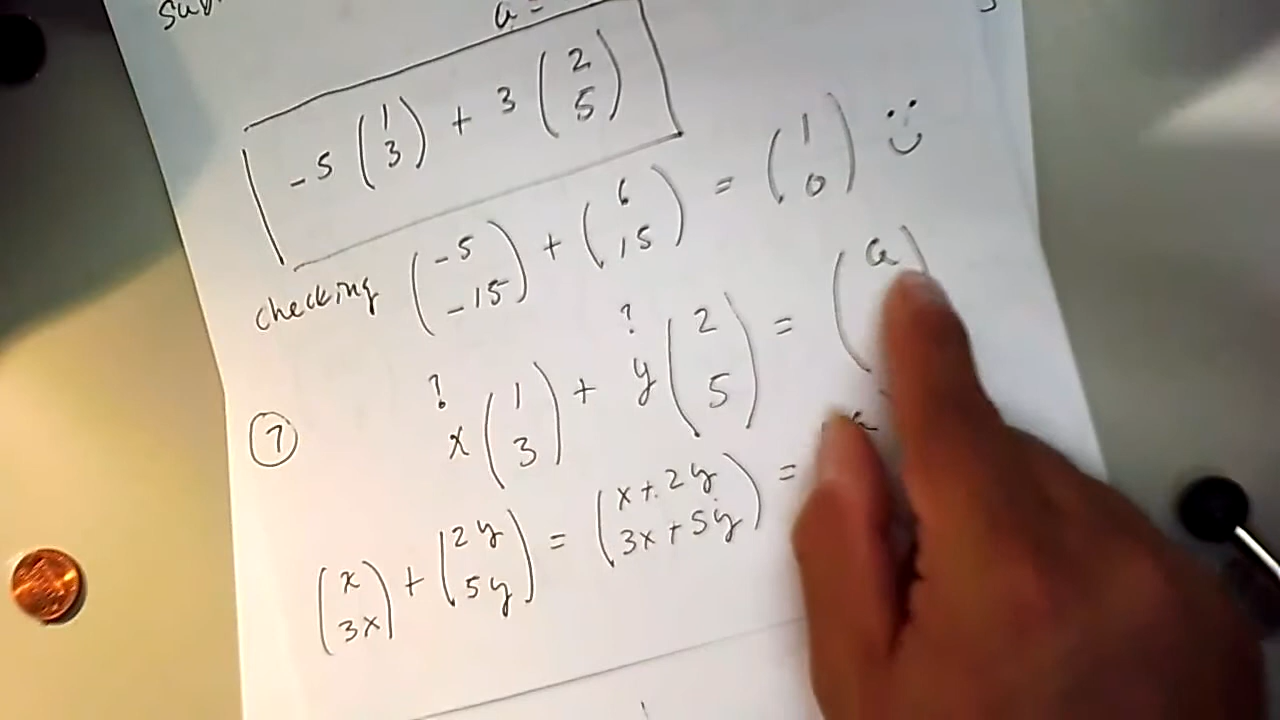 a =
-5 (1 3) + 3 (2 5)
checking (-5 -15) + (6 15) = (1 0) :)
? ?
7 x (1 3) + y (2 5) = (a
(x 3x) + (2y 5y) = (x + 2y 3x + 5y) = a